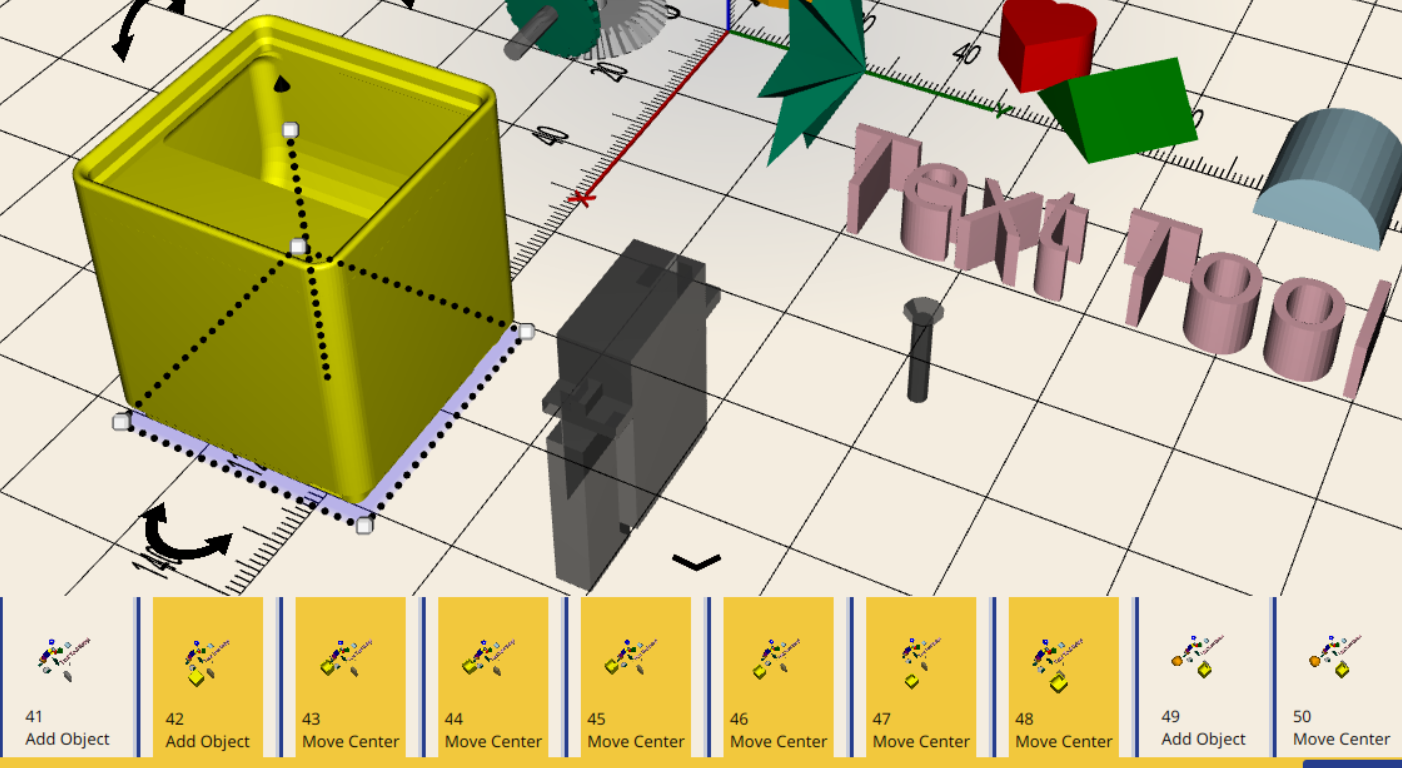 20
40
40
Y
Text Tool
41
Add Object
42
Add Object
43
Move Center
44
Move Center
45
Move Center
46
Move Center
47
Move Center
48
Move Center
49
Add Object
50
Move Center